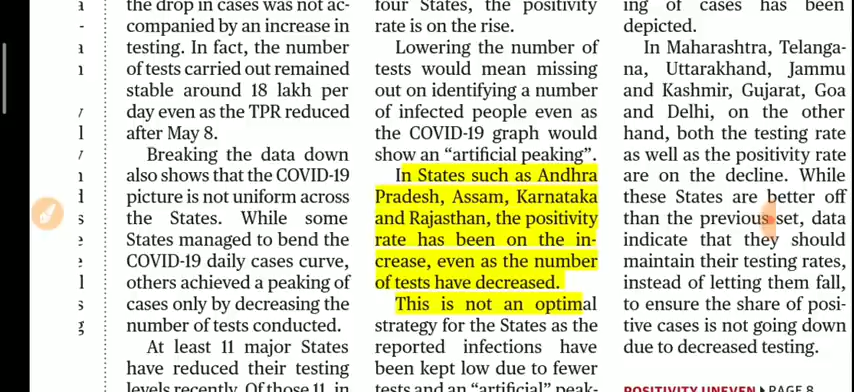 the drop in cases was not ac-
companied by an increase in
testing. In fact, the number
of tests carried out remained
stable around 18 lakh per
day even as the TPR reduced
after May 8.
Breaking the data down
also shows that the COVID-19
picture is not uniform across
the States. While some
States managed to bend the
COVID-19 daily cases curve,
others achieved a peaking of
cases only by decreasing the
number of tests conducted.
At least 11 major States
have reduced their testing
levels recently. Of those 11, in
four States, the positivity
rate is on the rise.
Lowering the number of
tests would mean missing
out on identifying a number
of infected people even as
the COVID-19 graph would
show an “artificial peaking”.
In States such as Andhra
Pradesh, Assam, Karnataka
and Rajasthan, the positivity
rate has been on the in-
crease, even as the number
of tests have decreased.
This is not an optimal
strategy for the States as the
reported infections have
been kept low due to fewer
tests and an “artificial” peak-
ing of cases has been
depicted.
In Maharashtra, Telanga-
na, Uttarakhand, Jammu
and Kashmir, Gujarat, Goa
and Delhi, on the other
hand, both the testing rate
as well as the positivity rate
are on the decline. While
these States are better off
than the previous set, data
indicate that they should
maintain their testing rates,
instead of letting them fall,
to ensure the share of posi-
tive cases is not going down
due to decreased testing.
POSITIVITY UNEVEN ▶ PAGE 8